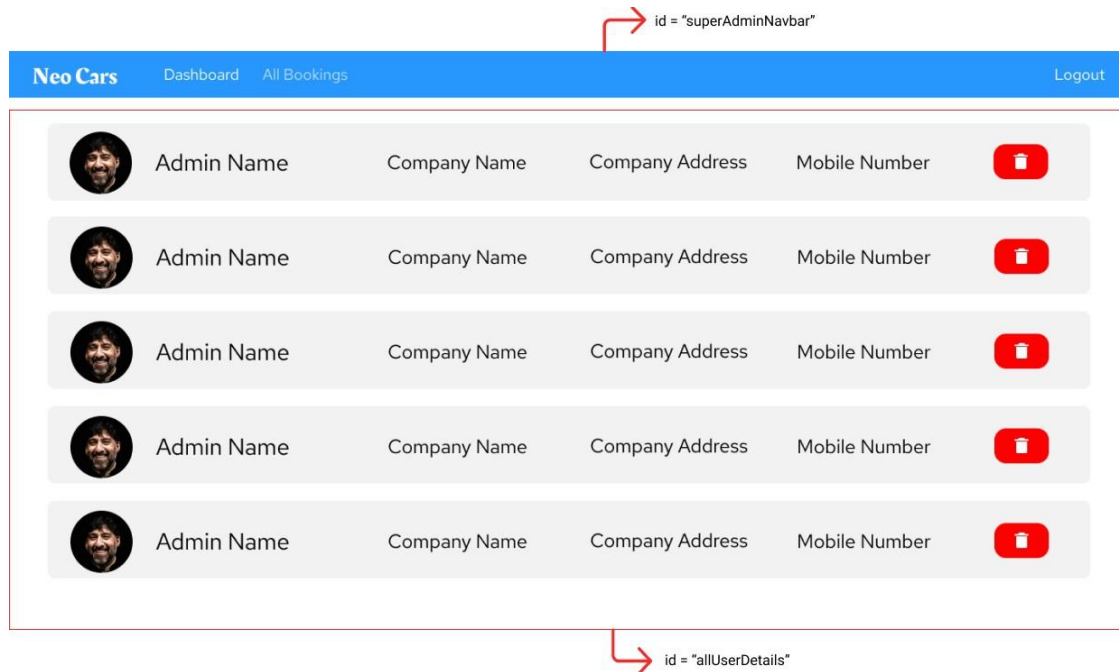 id = “superAdminNavbar”
Neo Cars Dashboard All Bookings Logout
Admin Name Company Name Company Address Mobile Number
Admin Name Company Name Company Address Mobile Number
Admin Name Company Name Company Address Mobile Number
Admin Name Company Name Company Address Mobile Number
Admin Name Company Name Company Address Mobile Number
id = “allUserDetails”